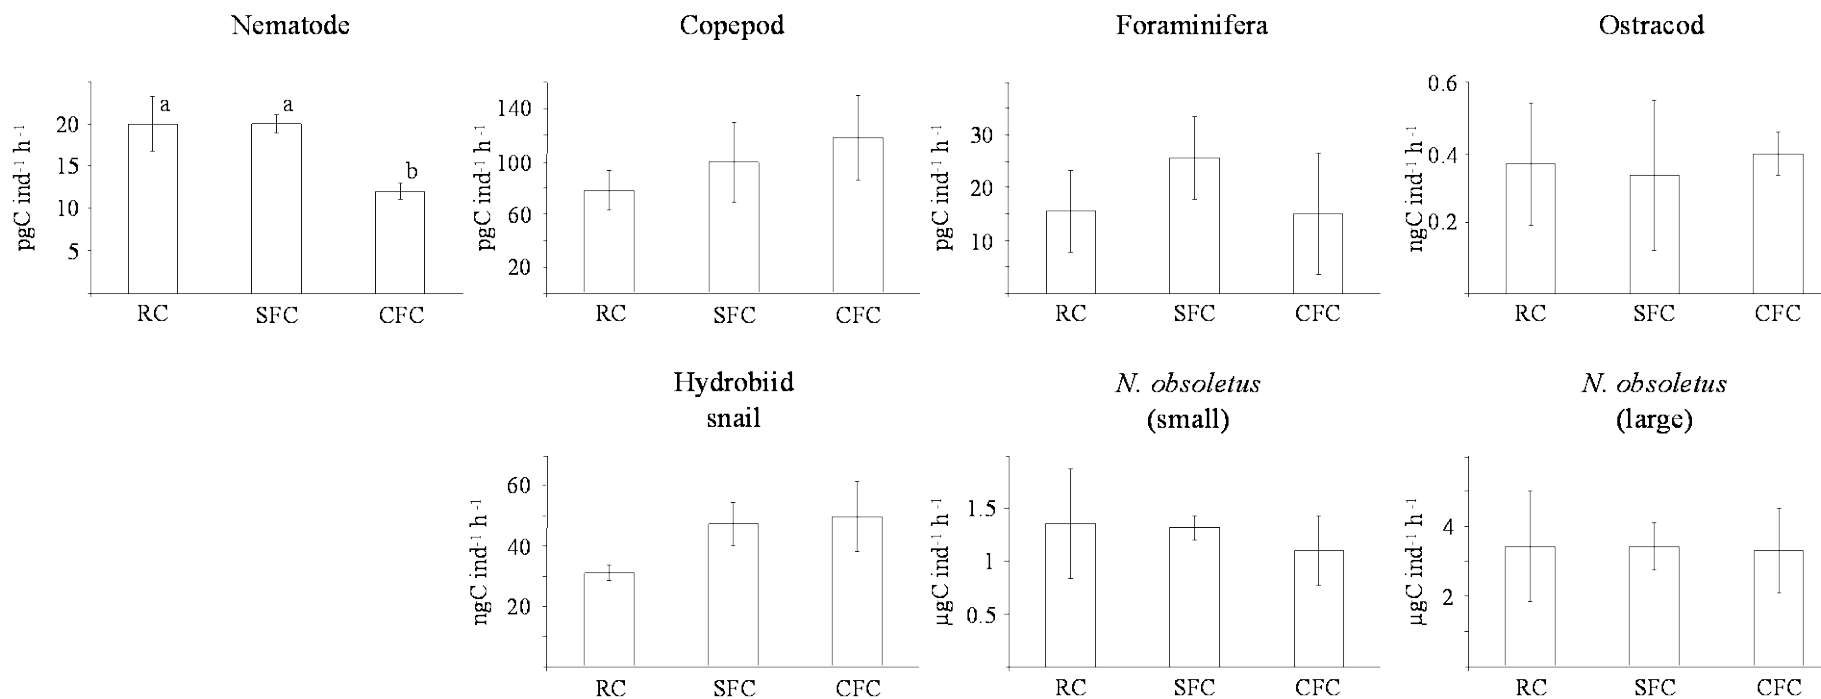 Nematode
pgC ind⁻¹ h⁻¹
20
15
10
5
a
a
b
RC
SFC
CFC
Copepod
pgC ind⁻¹ h⁻¹
140
100
60
20
RC
SFC
CFC
Foraminifera
pgC ind⁻¹ h⁻¹
30
20
10
RC
SFC
CFC
Ostracod
ngC ind⁻¹ h⁻¹
0.6
0.4
0.2
RC
SFC
CFC
Hydrobiid
snail
ngC ind⁻¹ h⁻¹
60
40
20
RC
SFC
CFC
N. obsoletus
(small)
µgC ind⁻¹ h⁻¹
1.5
1
0.5
RC
SFC
CFC
N. obsoletus
(large)
µgC ind⁻¹ h⁻¹
4
2
RC
SFC
CFC